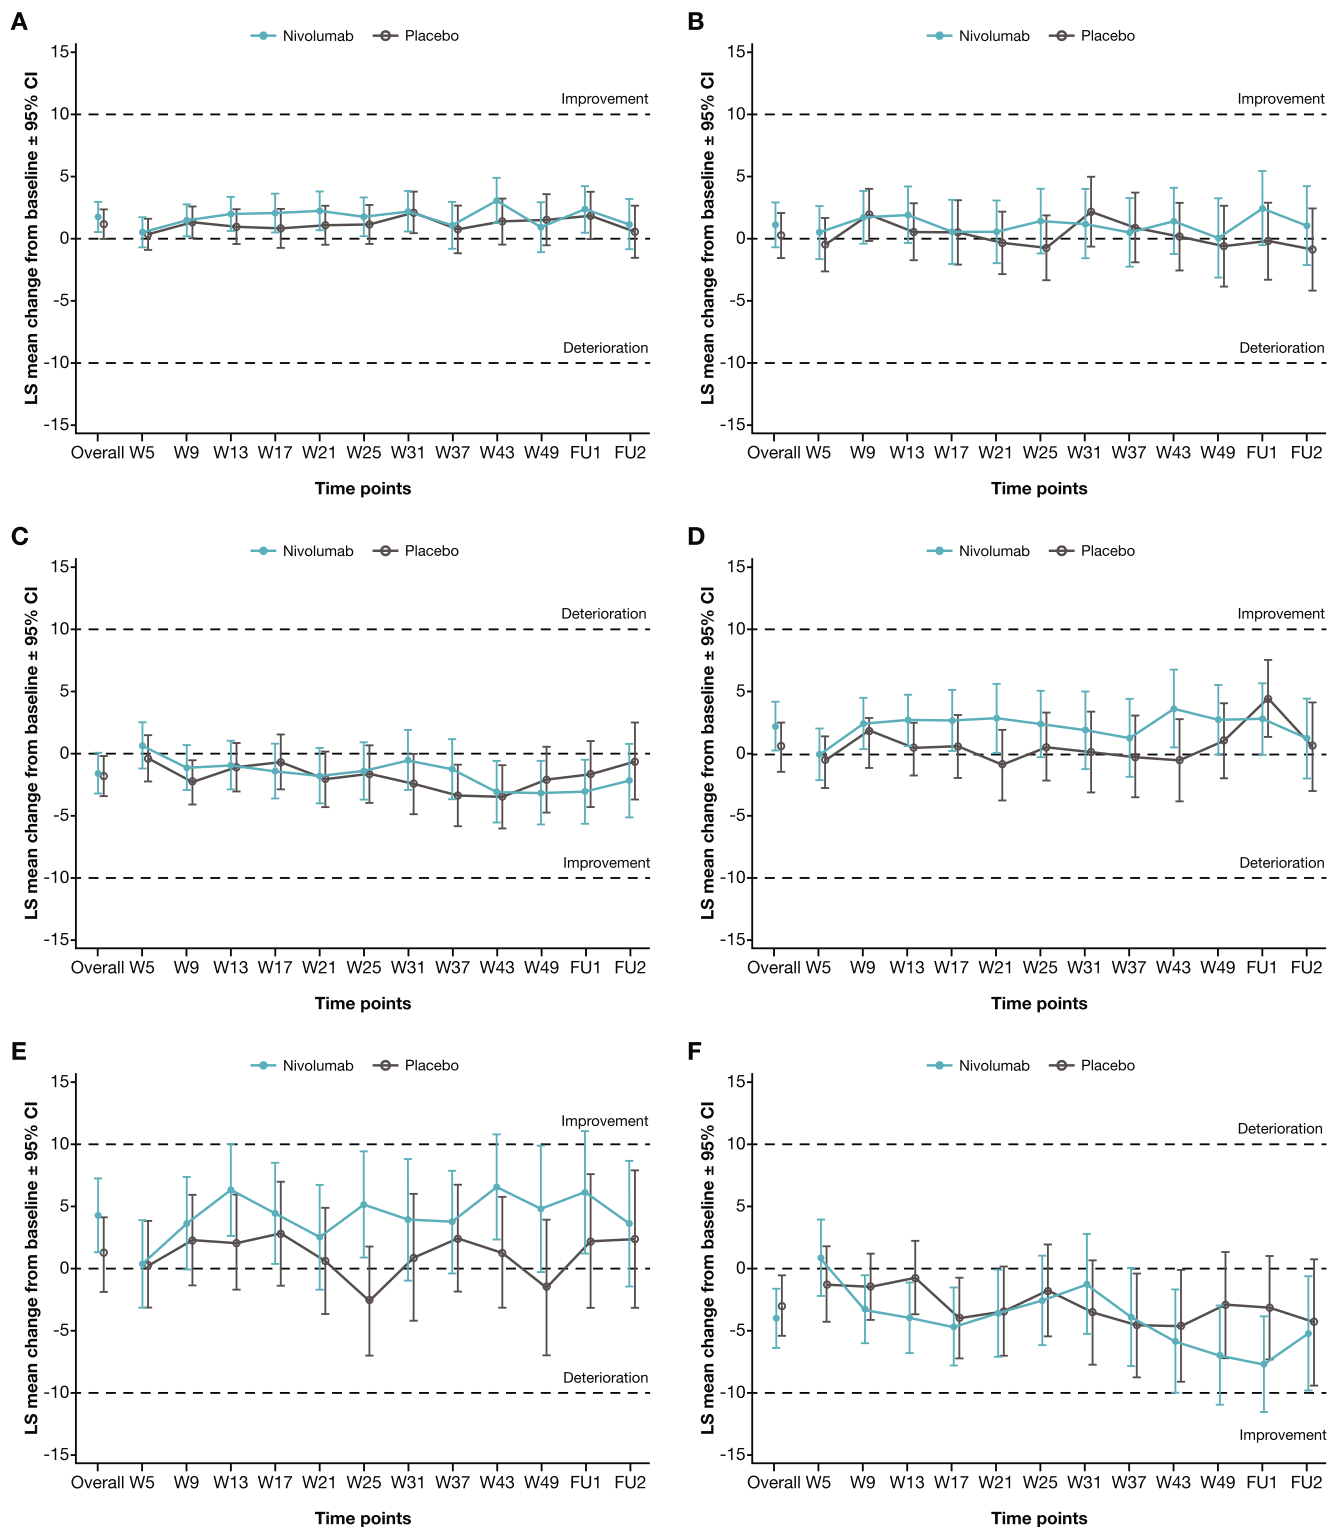 A
Nivolumab Placebo
LS mean change from baseline ± 95% CI
15
10
5
0
-5
-10
-15
Improvement
Deterioration
Overall W5 W9 W13 W17 W21 W25 W31 W37 W43 W49 FU1 FU2
Time points
B
Nivolumab Placebo
LS mean change from baseline ± 95% CI
15
10
5
0
-5
-10
-15
Improvement
Deterioration
Overall W5 W9 W13 W17 W21 W25 W31 W37 W43 W49 FU1 FU2
Time points
C
Nivolumab Placebo
LS mean change from baseline ± 95% CI
15
10
5
0
-5
-10
-15
Deterioration
Improvement
Overall W5 W9 W13 W17 W21 W25 W31 W37 W43 W49 FU1 FU2
Time points
D
Nivolumab Placebo
LS mean change from baseline ± 95% CI
15
10
5
0
-5
-10
-15
Improvement
Deterioration
Overall W5 W9 W13 W17 W21 W25 W31 W37 W43 W49 FU1 FU2
Time points
E
Nivolumab Placebo
LS mean change from baseline ± 95% CI
15
10
5
0
-5
-10
-15
Improvement
Deterioration
Overall W5 W9 W13 W17 W21 W25 W31 W37 W43 W49 FU1 FU2
Time points
F
Nivolumab Placebo
LS mean change from baseline ± 95% CI
15
10
5
0
-5
-10
-15
Deterioration
Improvement
Overall W5 W9 W13 W17 W21 W25 W31 W37 W43 W49 FU1 FU2
Time points